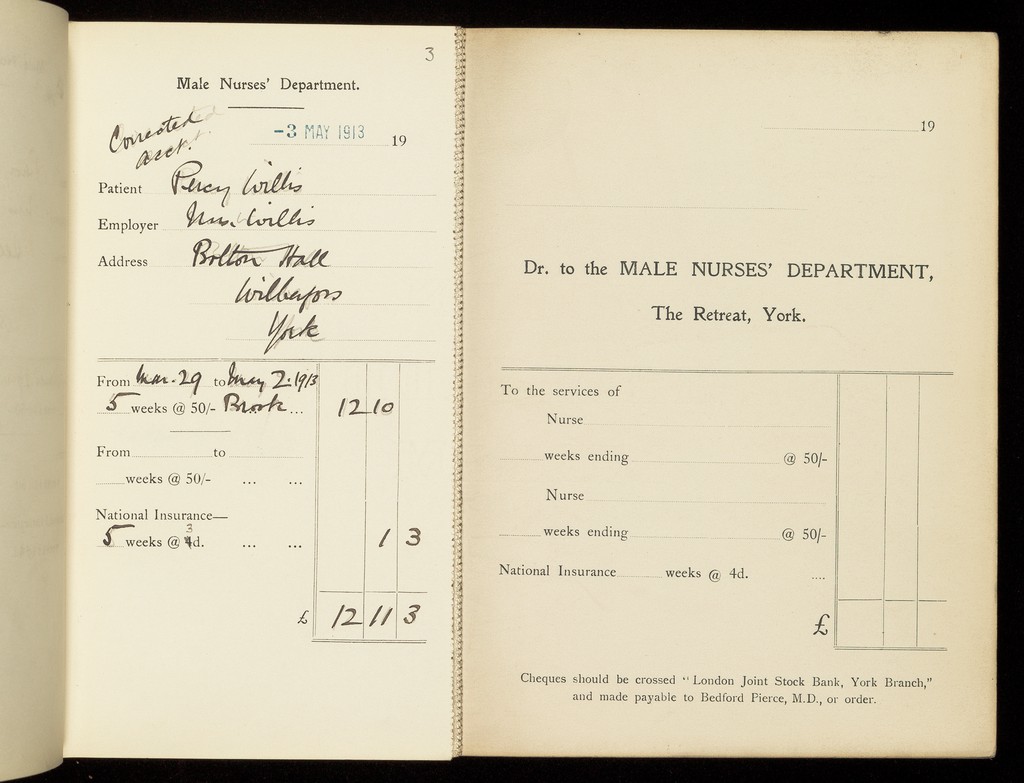 3
Male Nurses' Department.
Corrected
acct.
-3 MAY 1913 19
Patient Percy Willis
Employer Mrs. Willis
Address Bolton Hall
Wilberfoss
York
From Mar. 29 to May 2. 1913
5 weeks @ 50/- Brook ... 12 10
From to
weeks @ 50/- ... ...
National Insurance—
3
5 weeks @ 4d. ... ... 1 3
£ 12 11 3
19
Dr. to the MALE NURSES' DEPARTMENT,
The Retreat, York.
To the services of
Nurse
weeks ending @ 50/-
Nurse
weeks ending @ 50/-
National Insurance weeks @ 4d. ....
£
Cheques should be crossed "London Joint Stock Bank, York Branch,"
and made payable to Bedford Pierce, M.D., or order.